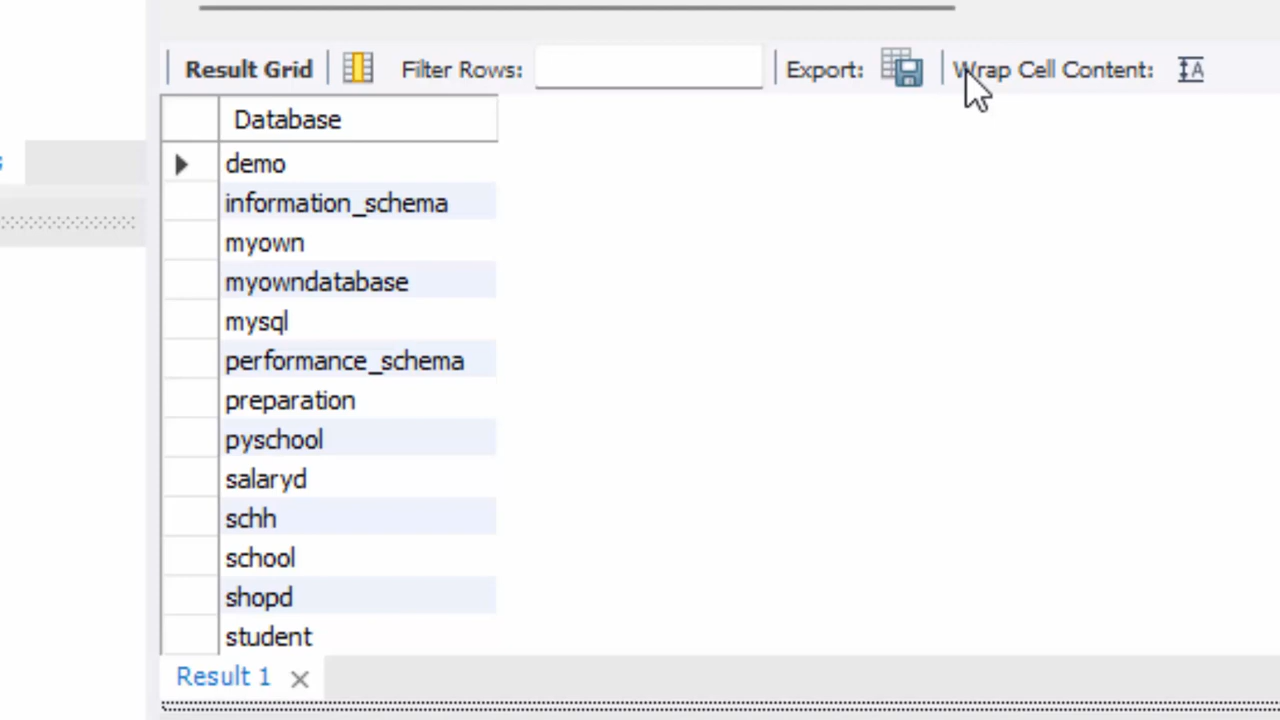 Result Grid Filter Rows: Export: Wrap Cell Content:
Database
demo
information_schema
myown
myowndatabase
mysql
performance_schema
preparation
pyschool
salaryd
schh
school
shopd
student
Result 1